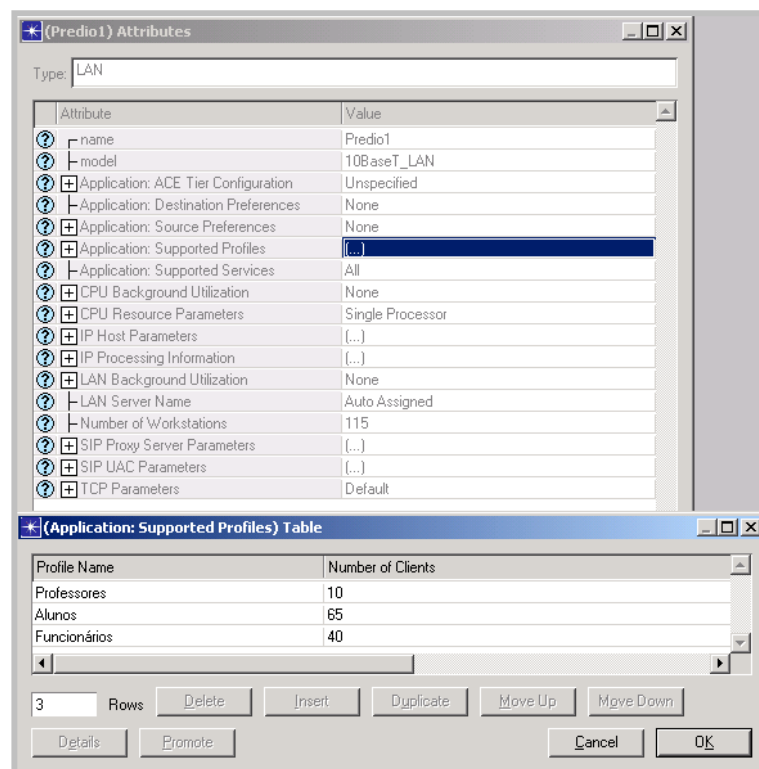 (Predio1) Attributes
Type: LAN
Attribute Value
name Predio1
model 10BaseT_LAN
Application: ACE Tier Configuration Unspecified
Application: Destination Preferences None
Application: Source Preferences None
Application: Supported Profiles (...)
Application: Supported Services All
CPU Background Utilization None
CPU Resource Parameters Single Processor
IP Host Parameters (...)
IP Processing Information (...)
LAN Background Utilization None
LAN Server Name Auto Assigned
Number of Workstations 115
SIP Proxy Server Parameters (...)
SIP UAC Parameters (...)
TCP Parameters Default
(Application: Supported Profiles) Table
Profile Name Number of Clients
Professores 10
Alunos 65
Funcionários 40
3 Rows Delete Insert Duplicate Move Up Move Down
Details Promote Cancel OK